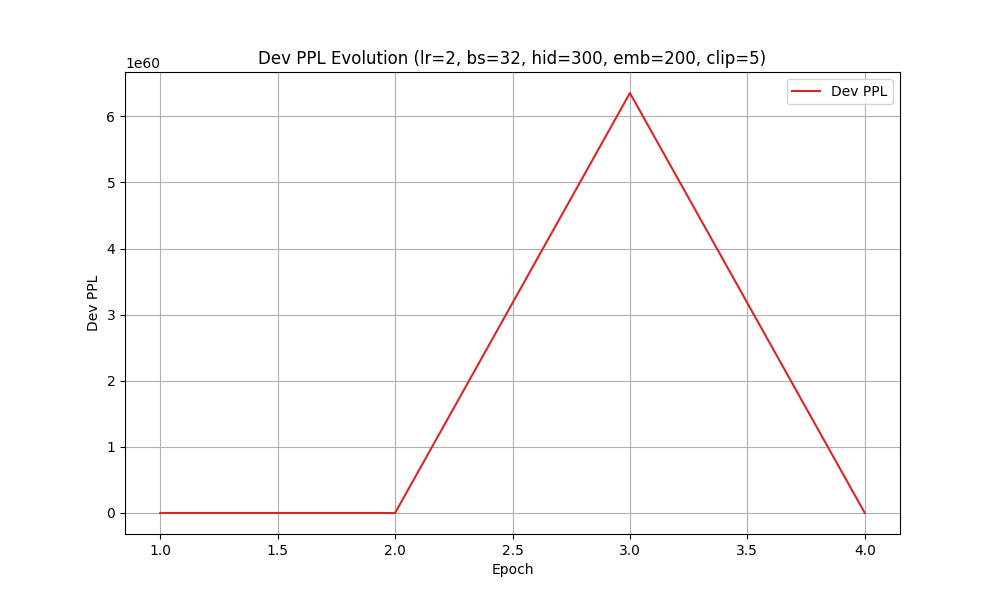 Dev PPL Evolution (lr=2, bs=32, hid=300, emb=200, clip=5)
1e60
Dev PPL
6
5
4
3
2
1
0
Dev PPL
1.0 1.5 2.0 2.5 3.0 3.5 4.0
Epoch